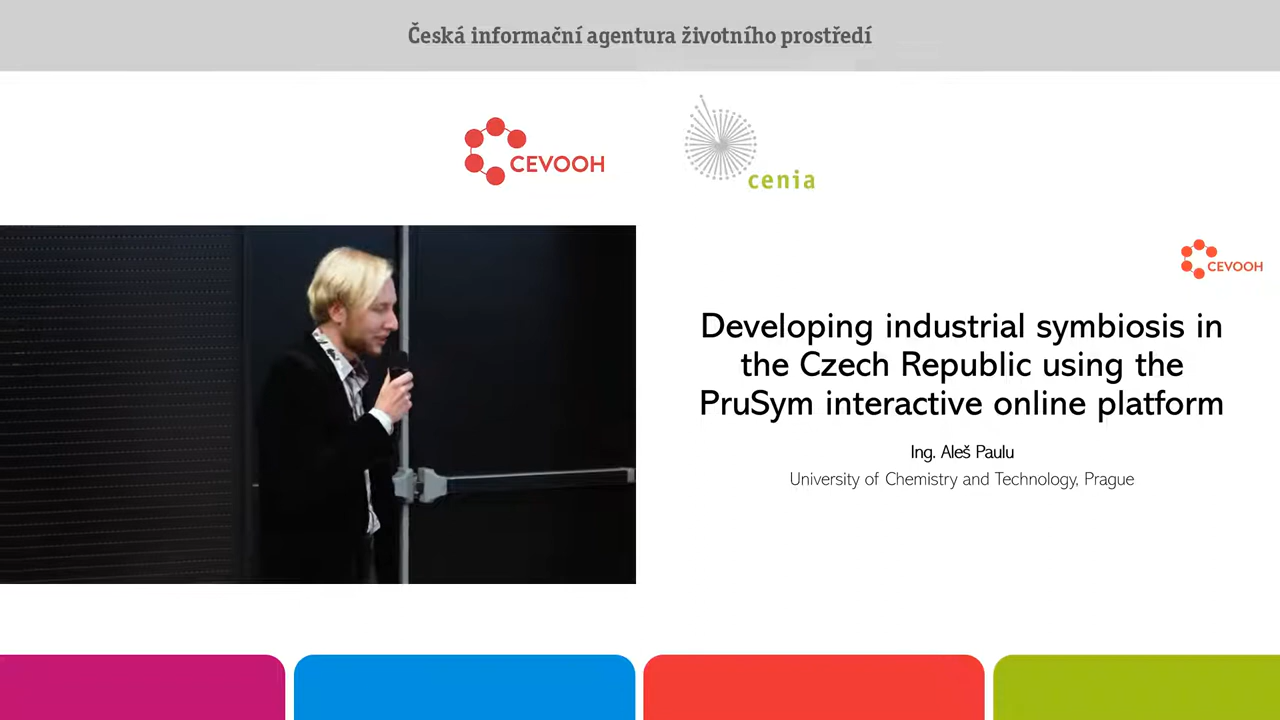 Česká informační agentura životního prostředí
CEVOOH
cenia
CEVOOH
Developing industrial symbiosis in
the Czech Republic using the
PruSym interactive online platform
Ing. Aleš Paulu
University of Chemistry and Technology, Prague